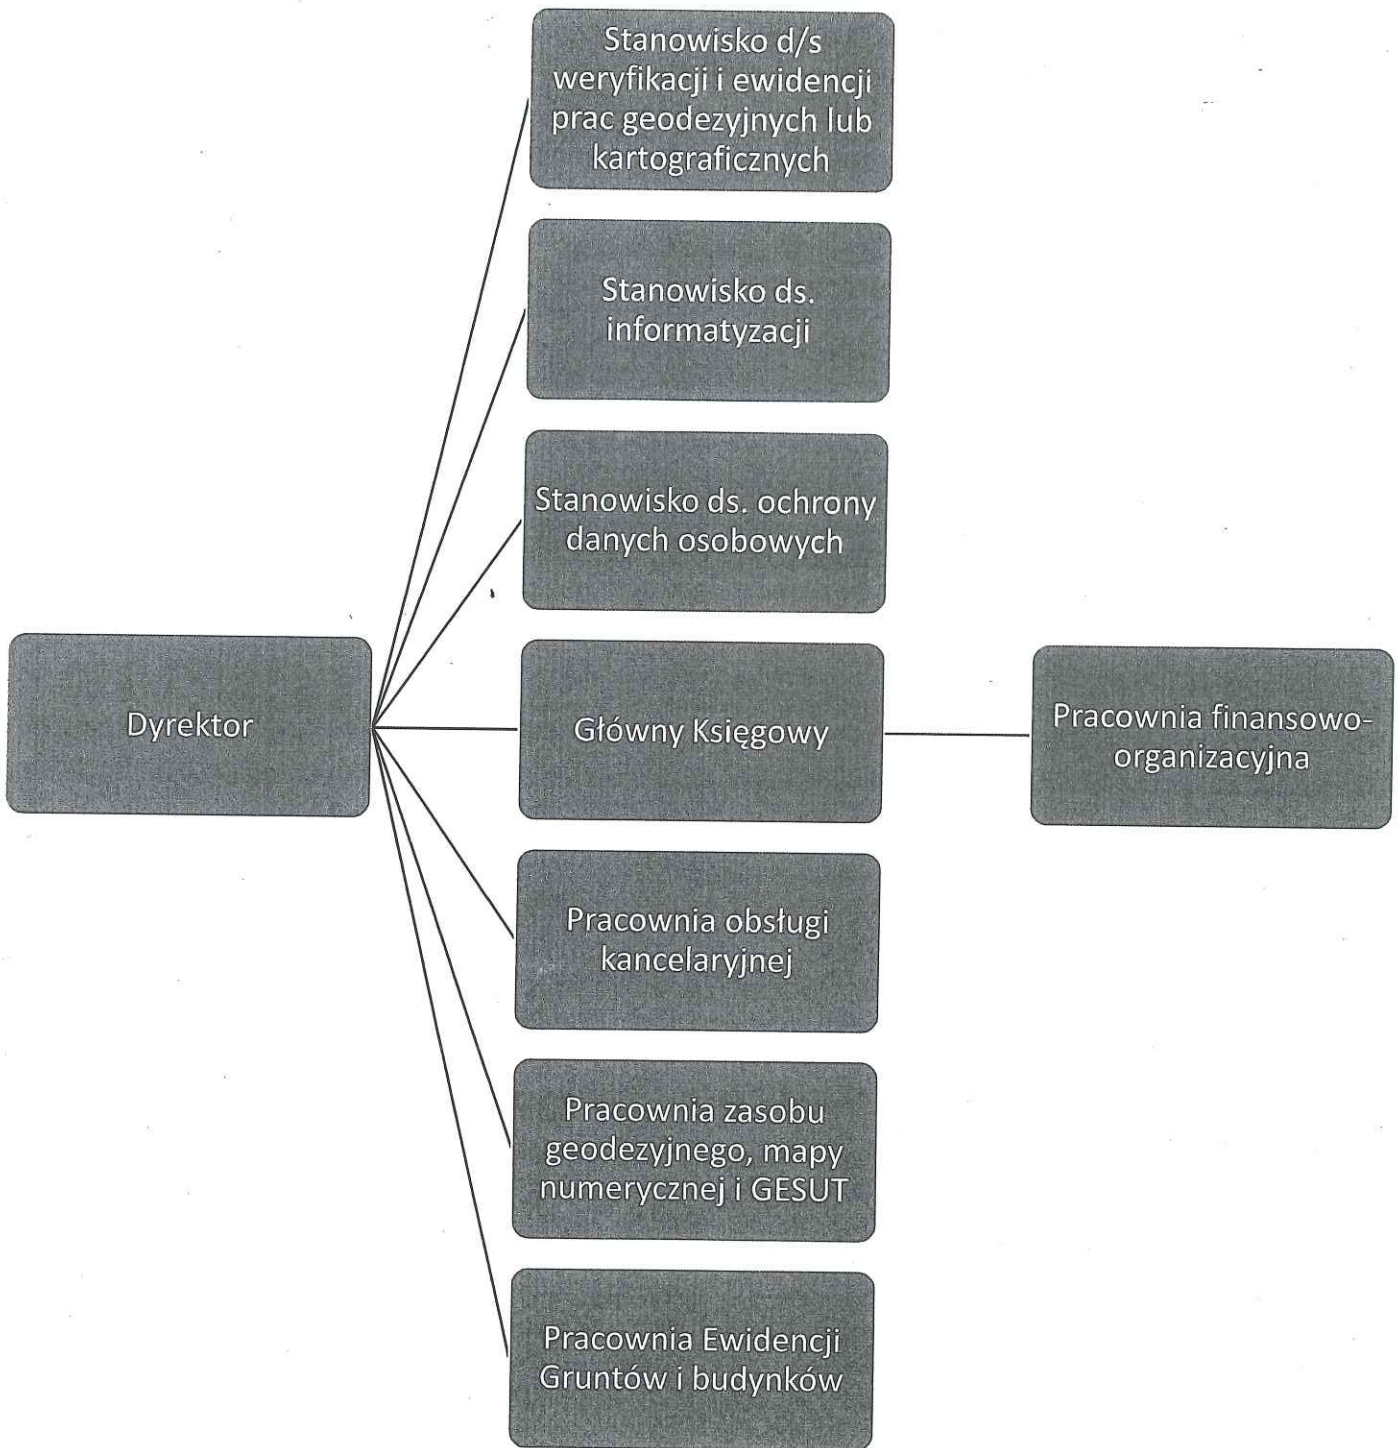 Stanowisko d/s
weryfikacji i ewidencji
prac geodezyjnych lub
kartograficznych
Stanowisko ds.
informatyzacji
Stanowisko ds. ochrony
danych osobowych
Dyrektor
Główny Księgowy
Pracownia finansowo-
organizacyjna
Pracownia obsługi
kancelaryjnej
Pracownia zasobu
geodezyjnego, mapy
numerycznej i GESUT
Pracownia Ewidencji
Gruntów i budynków